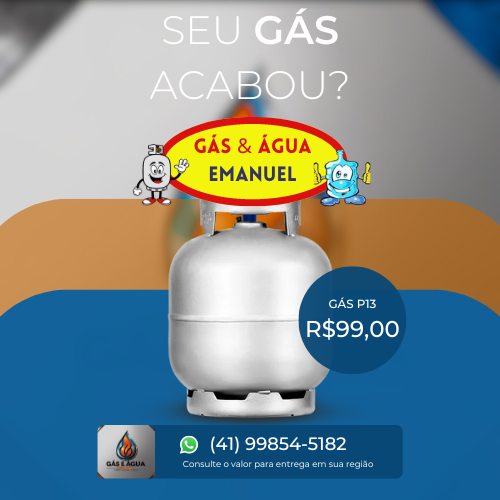 SEU GÁS
ACABOU?
GÁS & ÁGUA
EMANUEL
GÁS P13
R$99,00
(41) 99854-5182
GÁS E ÁGUA
Consulte o valor para entrega em sua região